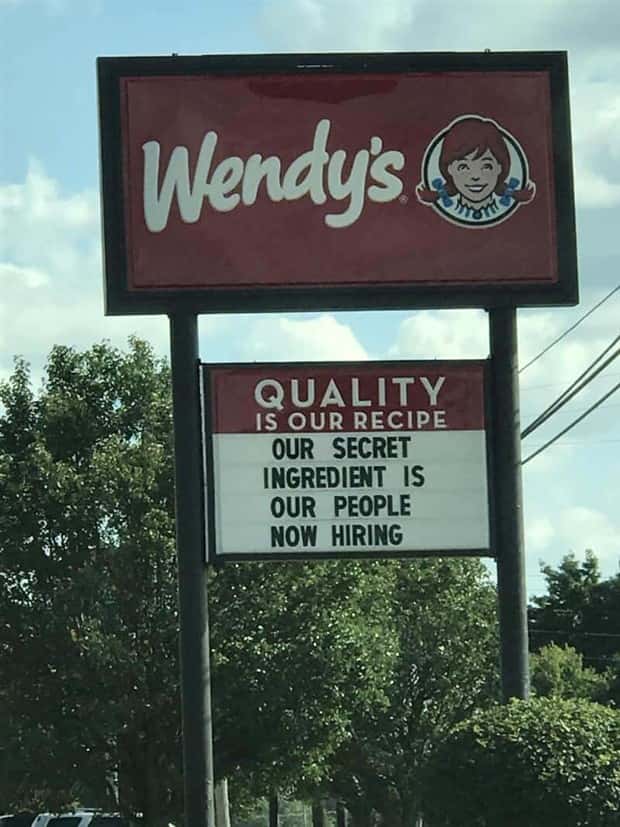 Wendy's
QUALITY
IS OUR RECIPE
OUR SECRET
INGREDIENT IS
OUR PEOPLE
NOW HIRING